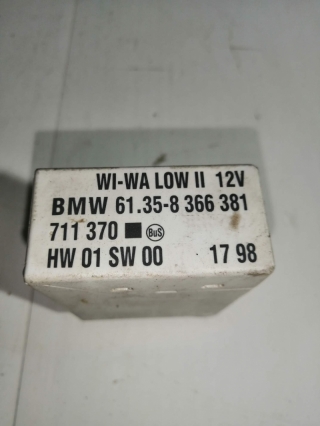 WI-WA LOW II 12V
BMW 61.35-8 366 381
711 370 ■ BuS
HW 01 SW 00 17 98